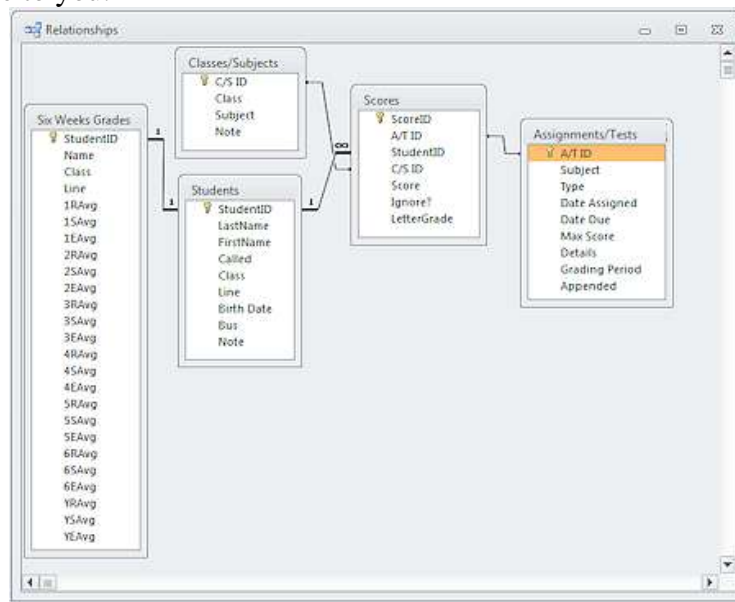 to you.
Relationships
Six Weeks Grades
StudentID
Name
Class
Line
1RAvg
1SAvg
1EAvg
2RAvg
2SAvg
2EAvg
3RAvg
3SAvg
3EAvg
4RAvg
4SAvg
4EAvg
5RAvg
5SAvg
5EAvg
6RAvg
6SAvg
6EAvg
YRAvg
YSAvg
YEAvg
1
1
Classes/Subjects
C/S ID
Class
Subject
Note
Students
StudentID
LastName
FirstName
Called
Class
Line
Birth Date
Bus
Note
1
∞
Scores
ScoreID
A/T ID
StudentID
C/S ID
Score
Ignore?
LetterGrade
Assignments/Tests
A/T ID
Subject
Type
Date Assigned
Date Due
Max Score
Details
Grading Period
Appended